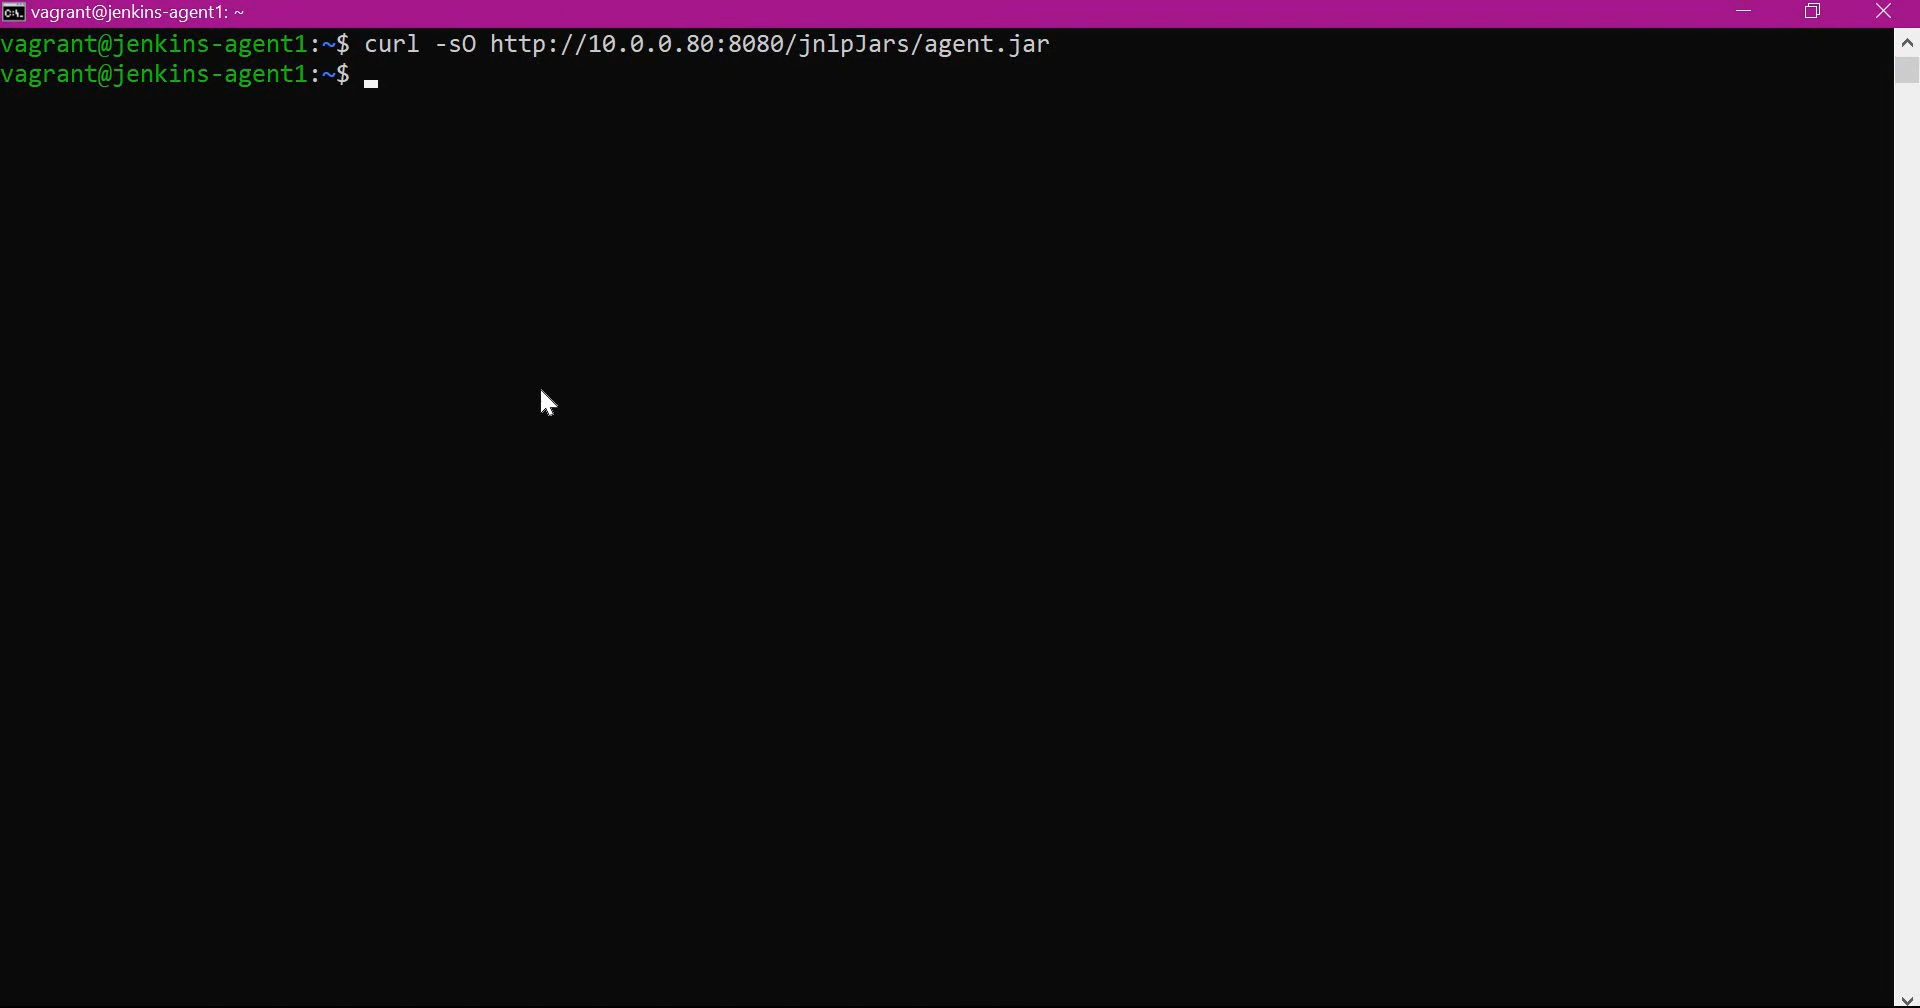 vagrant@jenkins-agent1: ~
vagrant@jenkins-agent1:~$ curl -sO http://10.0.0.80:8080/jnlpJars/agent.jar
vagrant@jenkins-agent1:~$